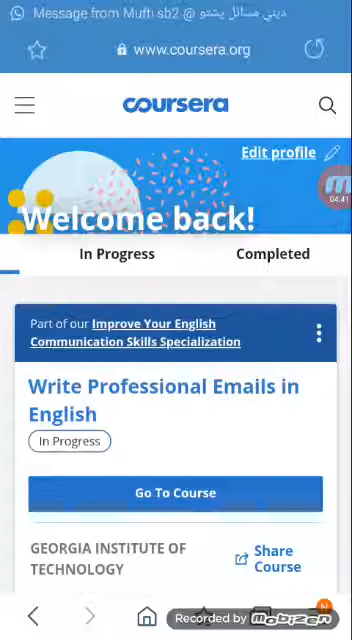 Message from Mufti sb2 @ دینی مسائل پشتو
www.coursera.org
coursera
Edit profile
04:41
Welcome back!
In Progress
Completed
Part of our Improve Your English
Communication Skills Specialization
Write Professional Emails in
English
In Progress
Go To Course
GEORGIA INSTITUTE OF
TECHNOLOGY
Share
Course
N
Recorded by mobizen